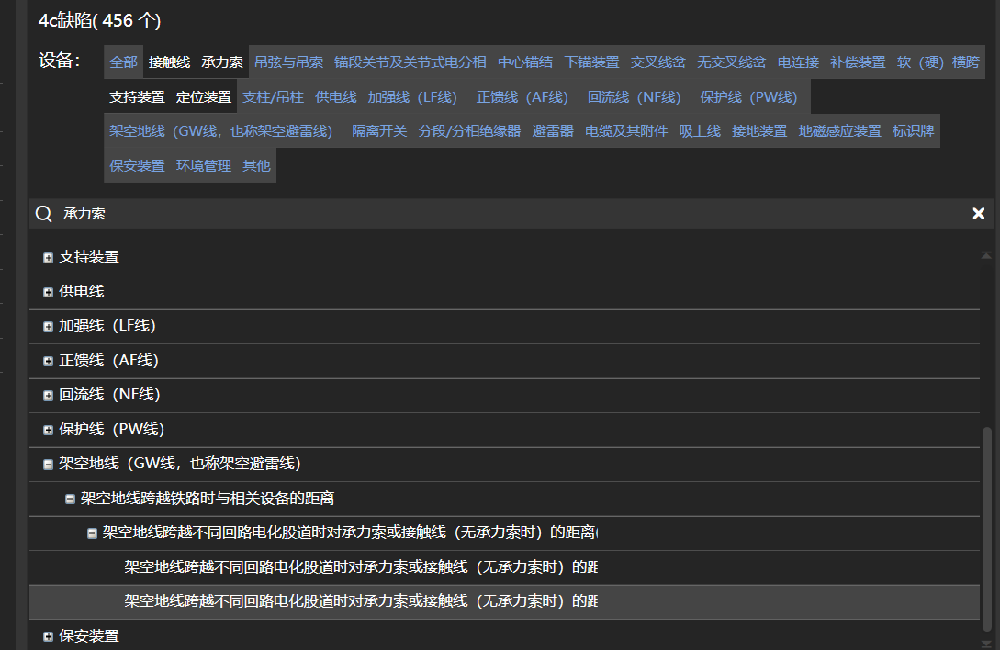 4c缺陷( 456 个)
设备： 全部 接触线 承力索 吊弦与吊索 锚段关节及关节式电分相 中心锚结 下锚装置 交叉线岔 无交叉线岔 电连接 补偿装置 软（硬）横跨
支持装置 定位装置 支柱/吊柱 供电线 加强线（LF线） 正馈线（AF线） 回流线（NF线） 保护线（PW线）
架空地线（GW线，也称架空避雷线） 隔离开关 分段/分相绝缘器 避雷器 电缆及其附件 吸上线 接地装置 地磁感应装置 标识牌
保安装置 环境管理 其他
承力索
支持装置
供电线
加强线（LF线）
正馈线（AF线）
回流线（NF线）
保护线（PW线）
架空地线（GW线，也称架空避雷线）
架空地线跨越铁路时与相关设备的距离
架空地线跨越不同回路电化股道时对承力索或接触线（无承力索时）的距离(
架空地线跨越不同回路电化股道时对承力索或接触线（无承力索时）的距
架空地线跨越不同回路电化股道时对承力索或接触线（无承力索时）的距
保安装置